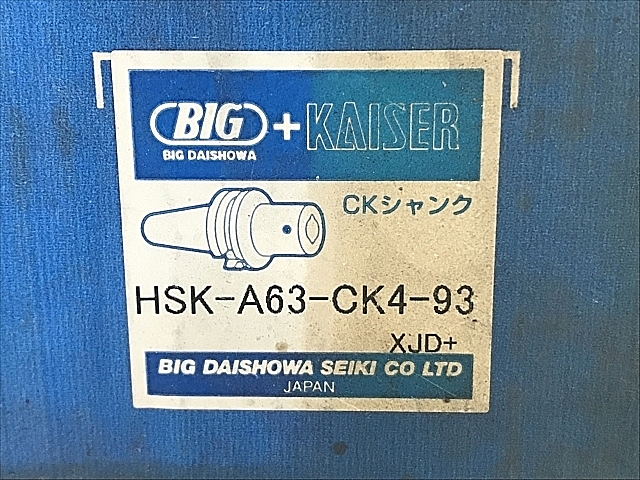 BIG + KAISER
BIG DAISHOWA
CKシャンク
HSK-A63-CK4-93
XJD+
BIG DAISHOWA SEIKI CO LTD
JAPAN